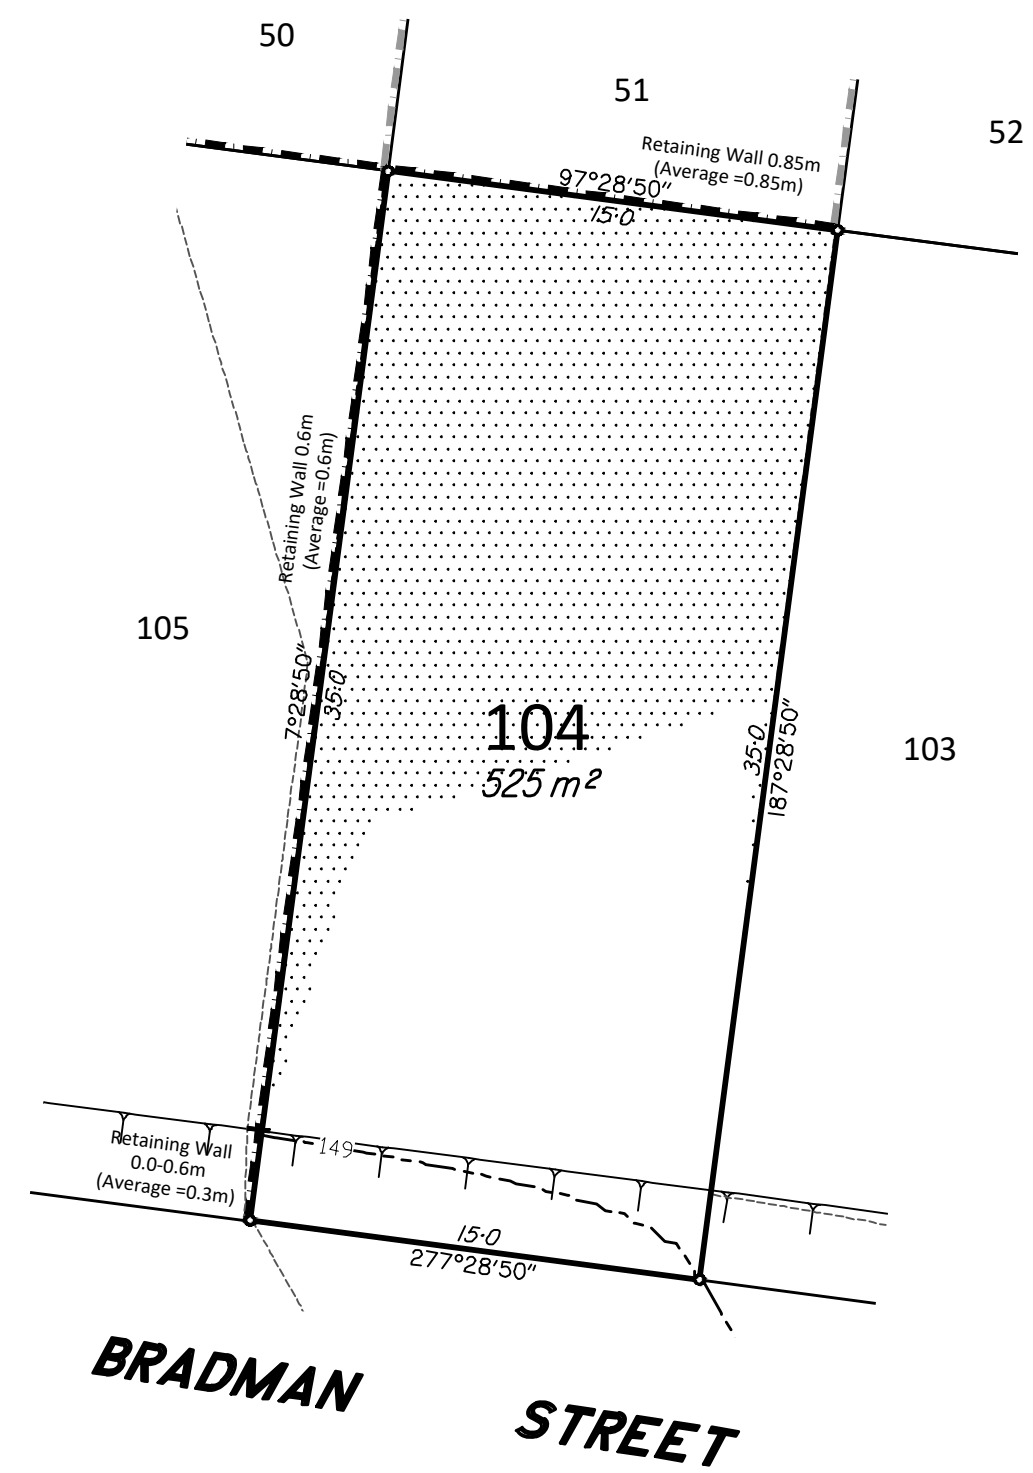 50
51
52
Retaining Wall 0.85m
(Average =0.85m)
97°28'50"
15·0
Retaining Wall 0.6m
(Average =0.6m)
105
7°28'50"
35·0
104
525 m²
35·0
187°28'50"
103
149
Retaining Wall
0.0-0.6m
(Average =0.3m)
15·0
277°28'50"
BRADMAN STREET